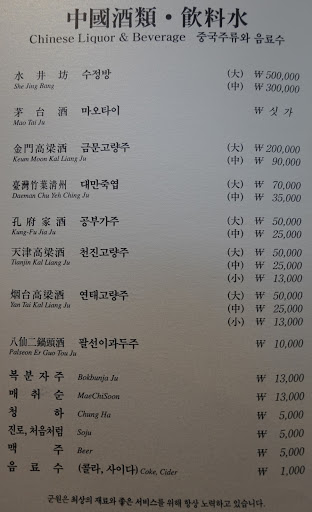 中國酒類・飮料水
Chinese Liquor & Beverage 중국주류와 음료수
水井坊 수정방 (大) ₩ 500,000
She Jing Bang (中) ₩ 300,000
茅台酒 마오타이 ₩ 싯가
Mao Tai Ju
金門高梁酒 금문고량주 (大) ₩ 200,000
Keum Moon Kal Liang Ju (中) ₩ 90,000
臺灣竹葉淸州 대만죽엽 (大) ₩ 70,000
Daeman Chu Yeh Ching Ju (中) ₩ 35,000
孔府家酒 공부가주 (大) ₩ 50,000
Kung-Fu Jia Ju (中) ₩ 25,000
天津高梁酒 천진고량주 (大) ₩ 50,000
Tianjin Kal Liang Ju (中) ₩ 25,000
(小) ₩ 13,000
烟台高梁酒 연태고량주 (大) ₩ 50,000
Yan Tai Kal Liang Ju (中) ₩ 25,000
(小) ₩ 13,000
八仙二鍋頭酒 팔선이과두주 ₩ 10,000
Palseon Er Guo Tou Ju
복분자주 Bokbunja Ju ₩ 13,000
매취순 MaeChiSoon ₩ 13,000
청하 Chung Ha ₩ 5,000
진로, 처음처럼 Soju ₩ 5,000
맥주 Beer ₩ 5,000
음료수 (콜라, 사이다) Coke, Cider ₩ 1,000
군원은 최상의 재료와 좋은 서비스를 위해 항상 노력하고 있습니다.